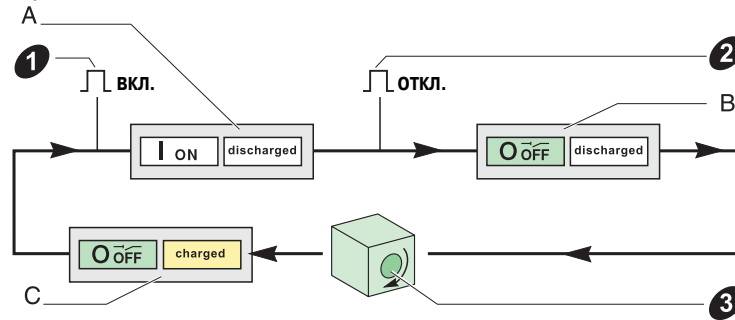 A
1
ВКЛ.
2
ОТКЛ.
B
I ON
discharged
O OFF
discharged
O OFF
charged
C
3